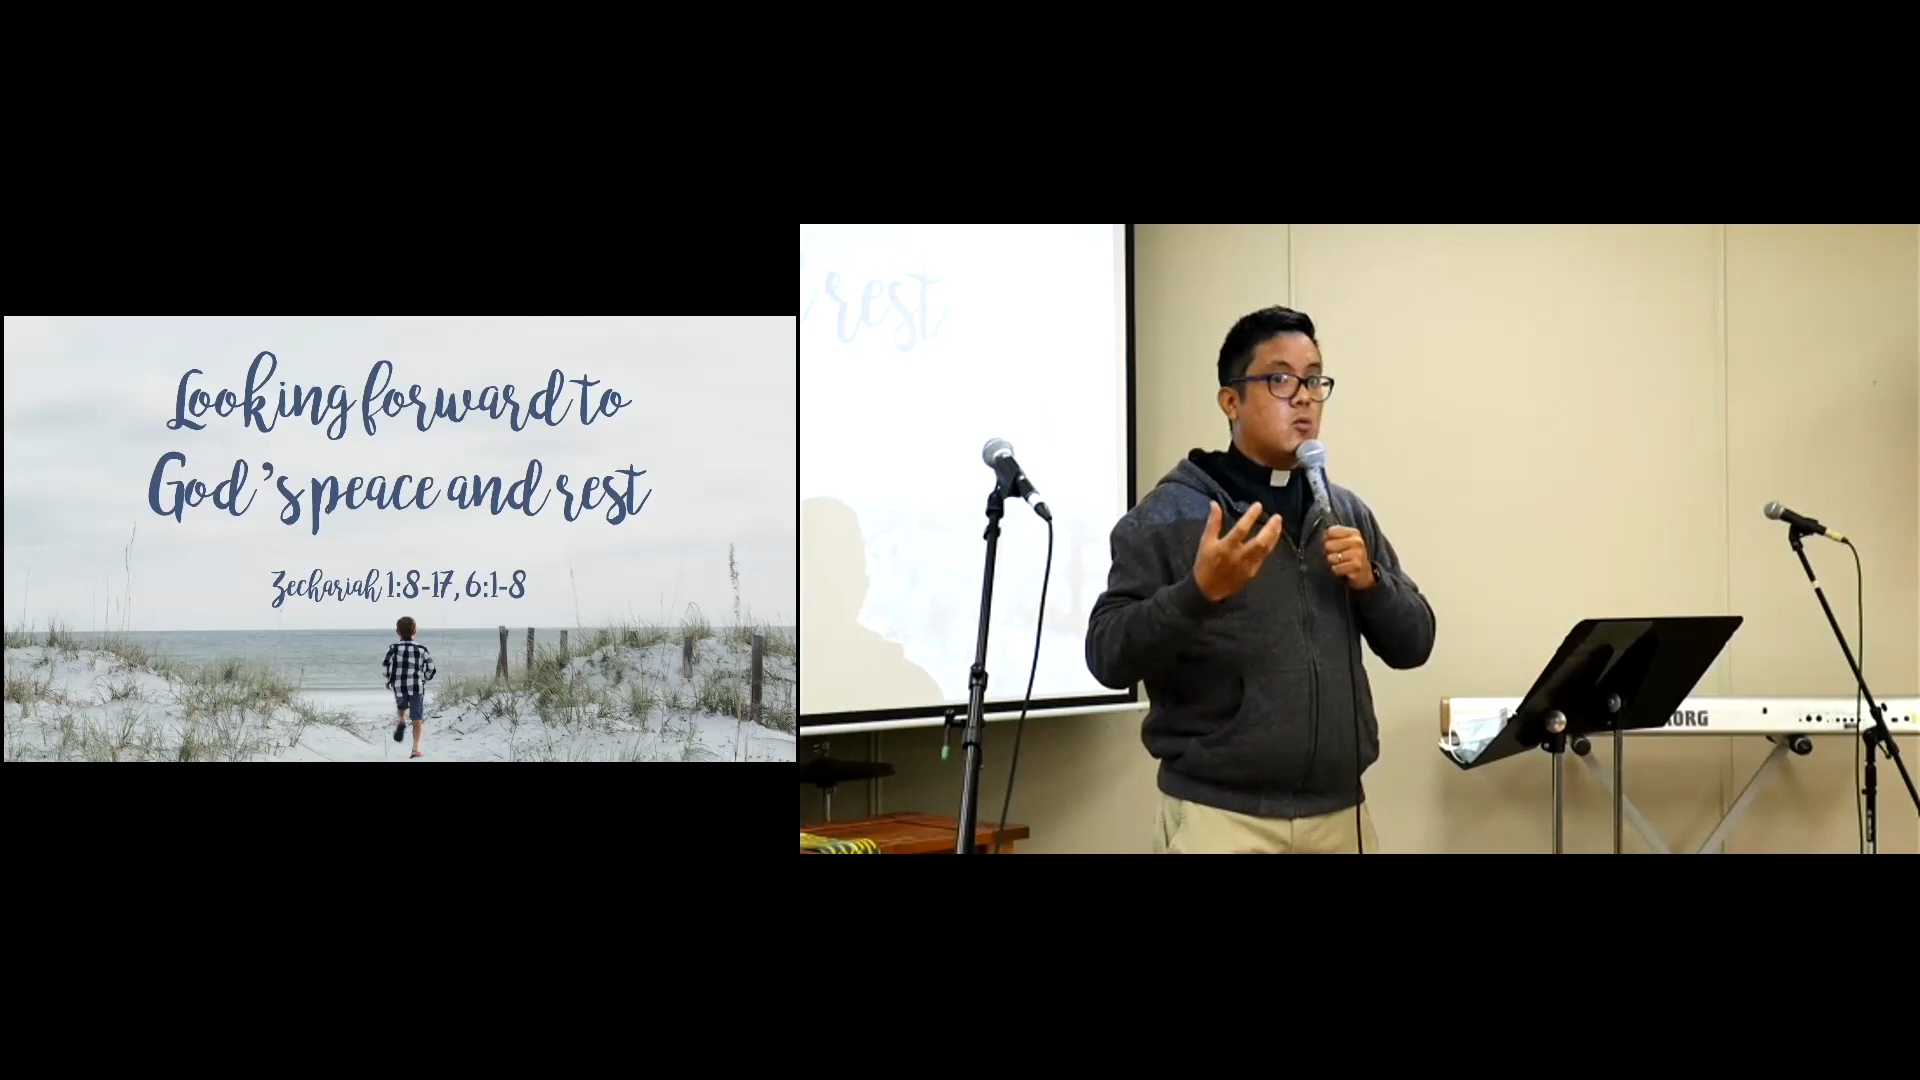 Looking forward to
God's peace and rest
Zechariah 1:8-17, 6:1-8
rest
KORG